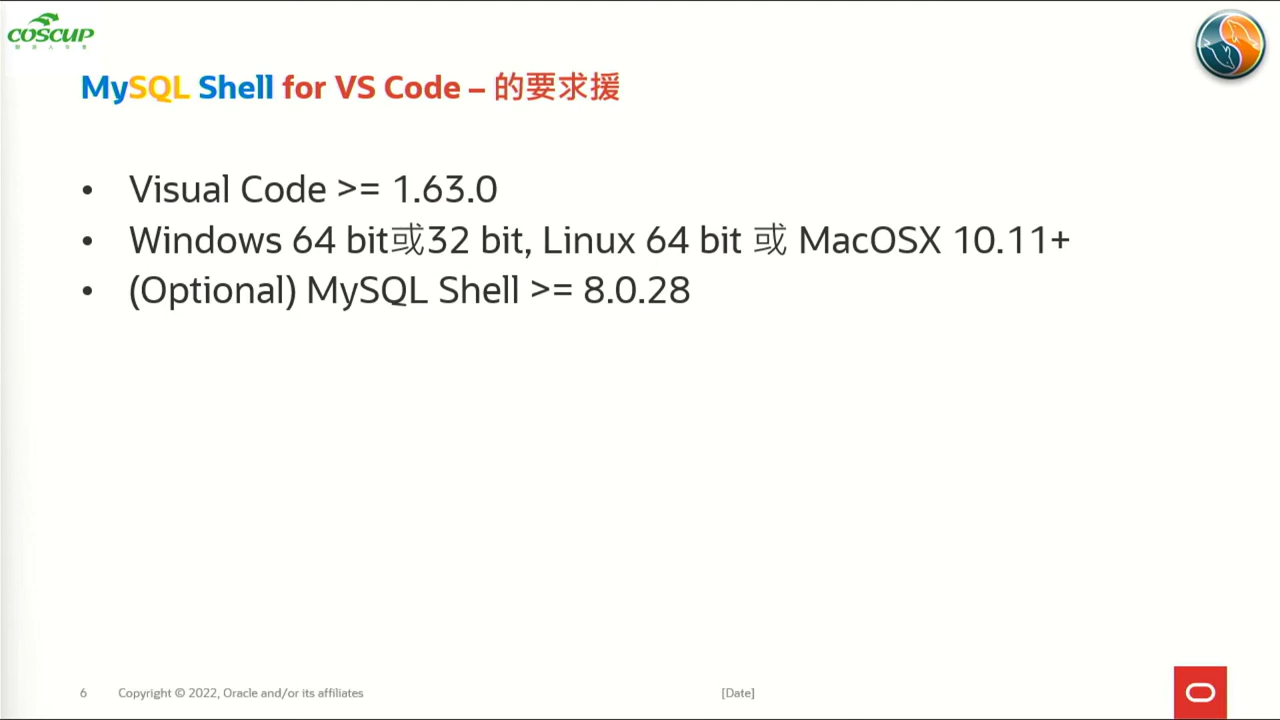 COSCUP
MySQL Shell for VS Code – 的要求援
• Visual Code >= 1.63.0
• Windows 64 bit或32 bit, Linux 64 bit 或 MacOSX 10.11+
• (Optional) MySQL Shell >= 8.0.28
6 Copyright © 2022, Oracle and/or its affiliates [Date]